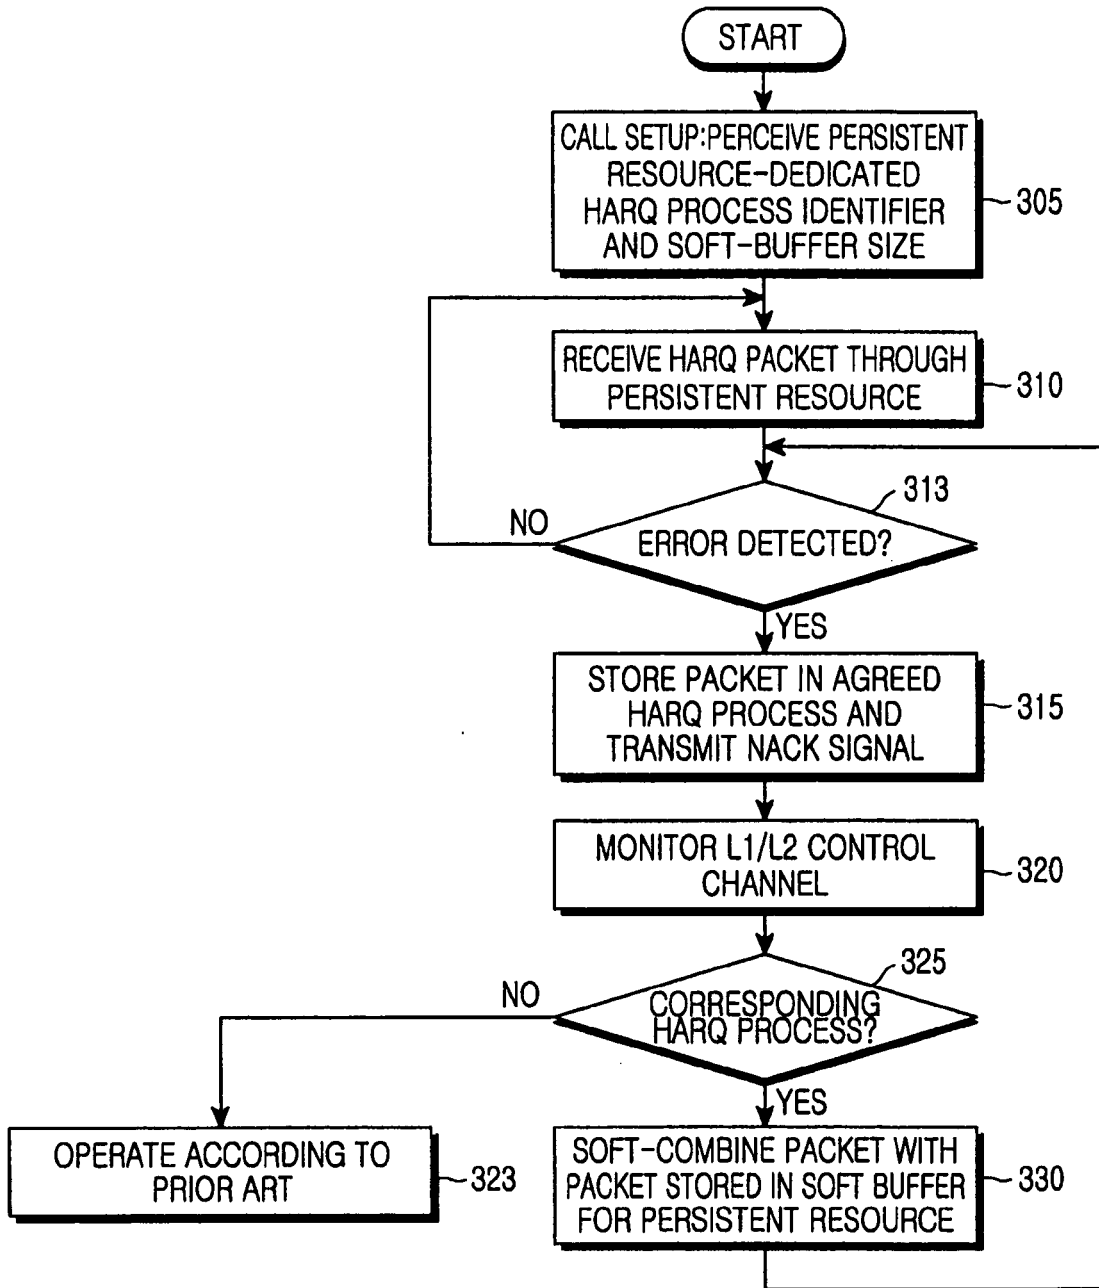 START
CALL SETUP:PERCEIVE PERSISTENT
RESOURCE-DEDICATED
HARQ PROCESS IDENTIFIER
AND SOFT-BUFFER SIZE
305
RECEIVE HARQ PACKET THROUGH
PERSISTENT RESOURCE
310
313
NO
ERROR DETECTED?
YES
STORE PACKET IN AGREED
HARQ PROCESS AND
TRANSMIT NACK SIGNAL
315
MONITOR L1/L2 CONTROL
CHANNEL
320
325
NO
CORRESPONDING
HARQ PROCESS?
YES
OPERATE ACCORDING TO
PRIOR ART
323
SOFT-COMBINE PACKET WITH
PACKET STORED IN SOFT BUFFER
FOR PERSISTENT RESOURCE
330